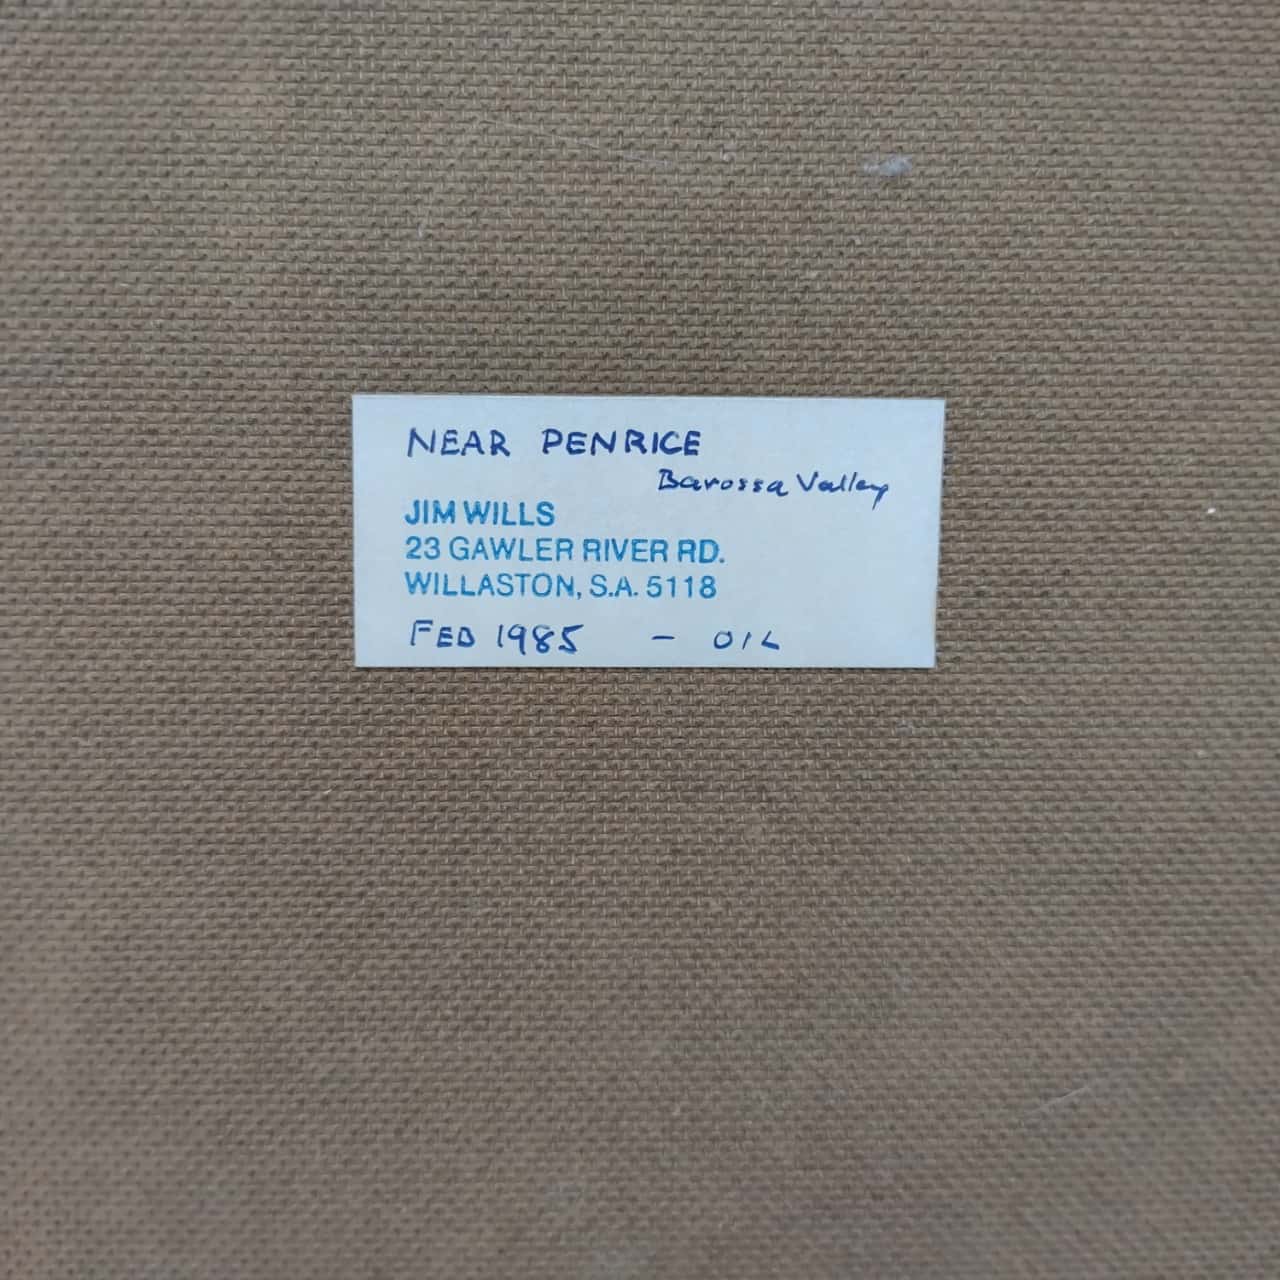 NEAR PENRICE
Barossa Valley
JIM WILLS
23 GAWLER RIVER RD.
WILLASTON, S.A. 5118
FEB 1985 - OIL